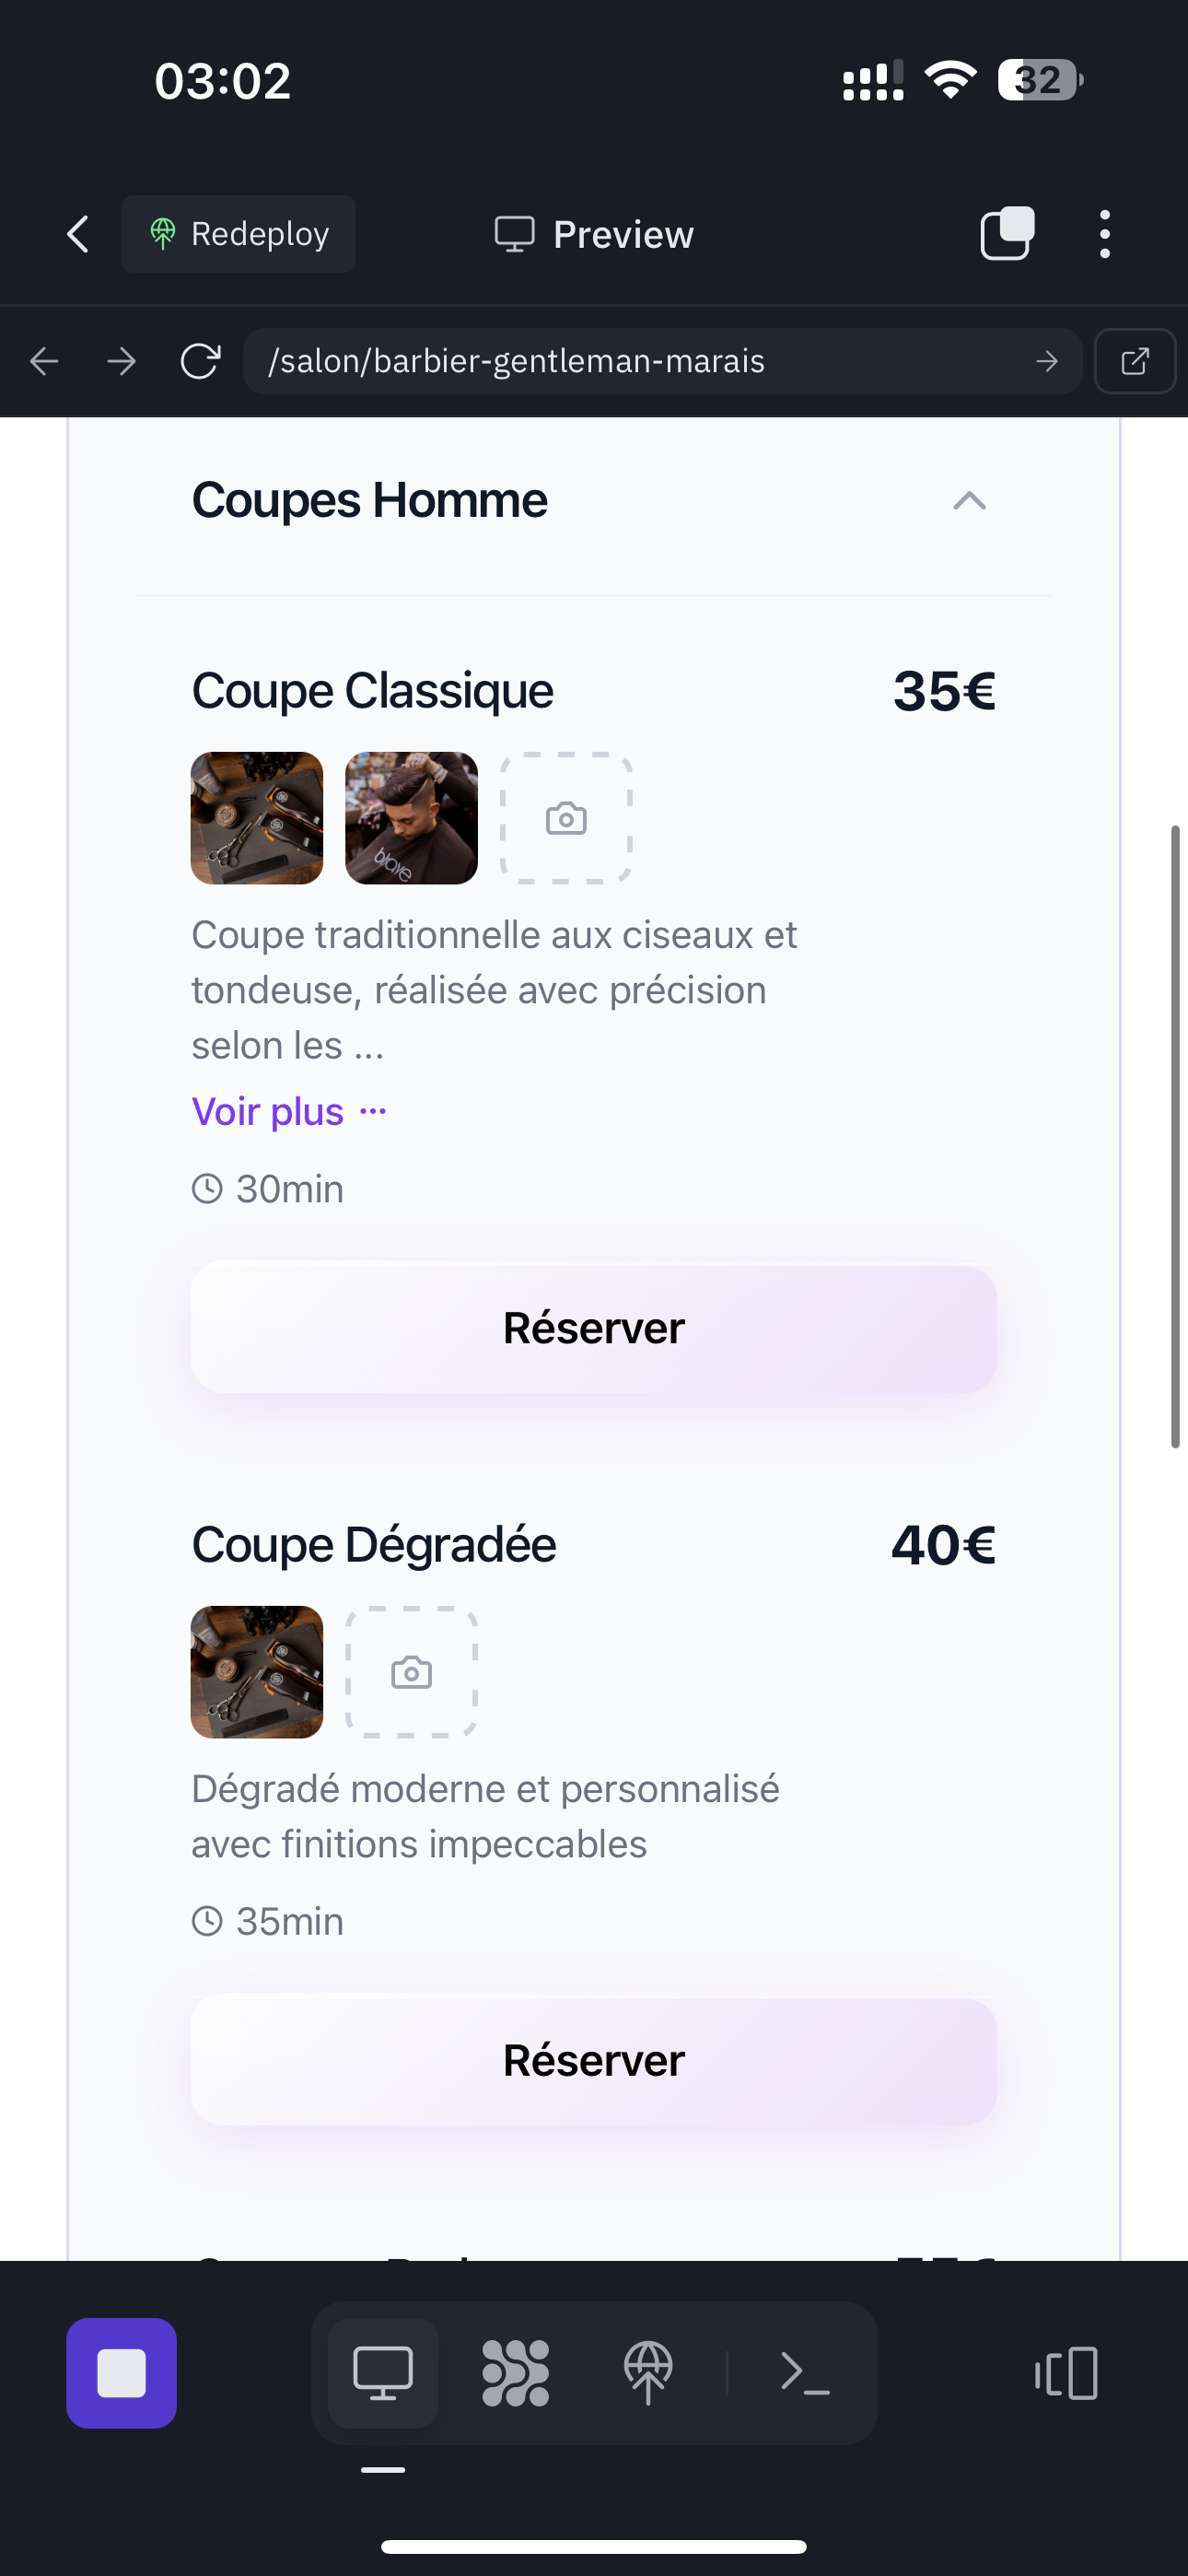 03:02
32
Redeploy
Preview
/salon/barbier-gentleman-marais
Coupes Homme
Coupe Classique
35€
blave
Coupe traditionnelle aux ciseaux et
tondeuse, réalisée avec précision
selon les ...
Voir plus ···
30min
Réserver
Coupe Dégradée
40€
Dégradé moderne et personnalisé
avec finitions impeccables
35min
Réserver